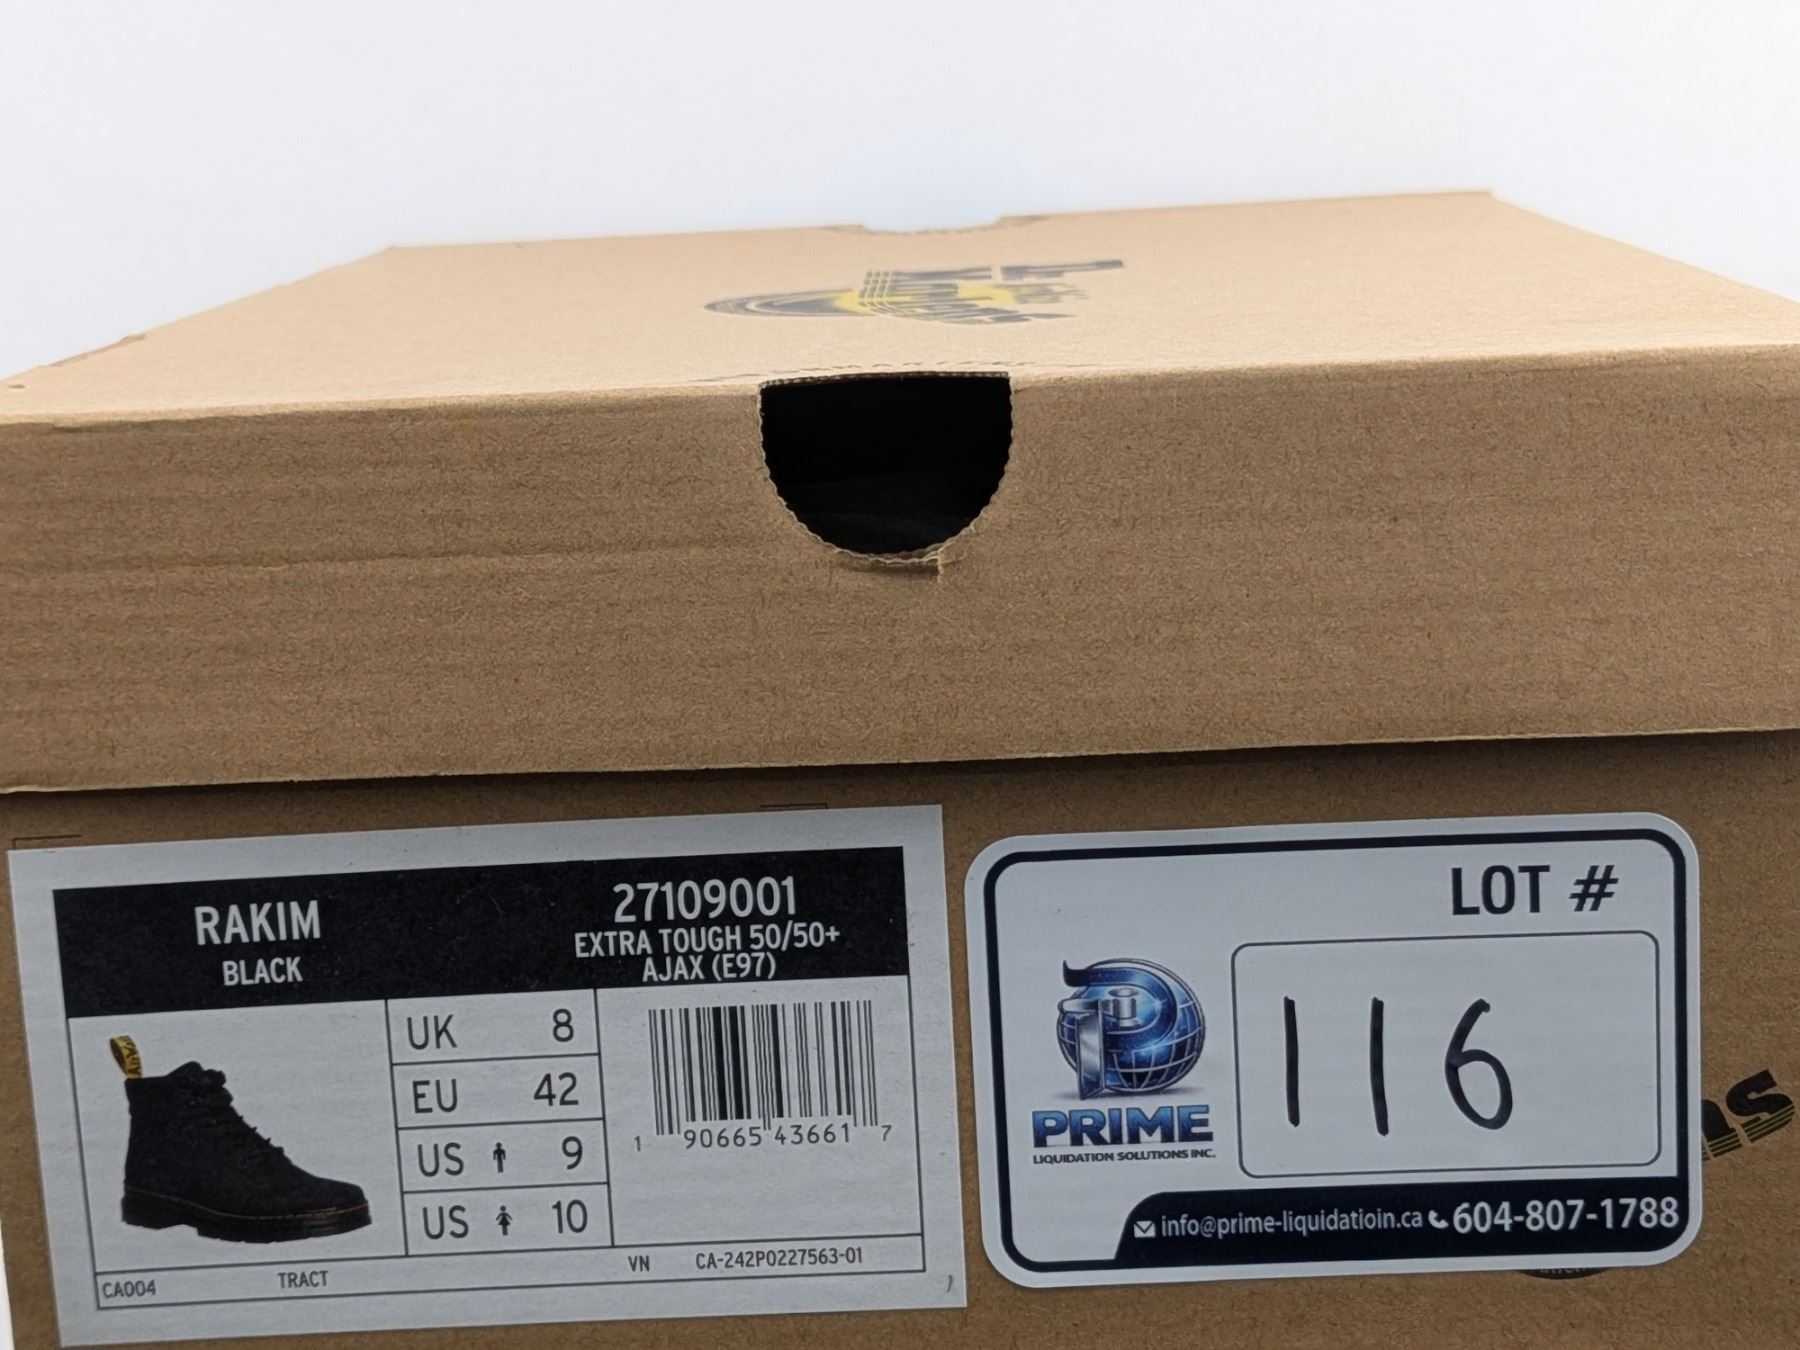 RAKIM
BLACK
27109001
EXTRA TOUGH 50/50+
AJAX (E97)
UK 8
EU 42
US 9
US 10
1 90665 43661 7
CA004
TRACT
VN
CA-242P0227563-01
LOT #
116
PRIME
LIQUIDATION SOLUTIONS INC.
info@prime-liquidatioin.ca 604-807-1788